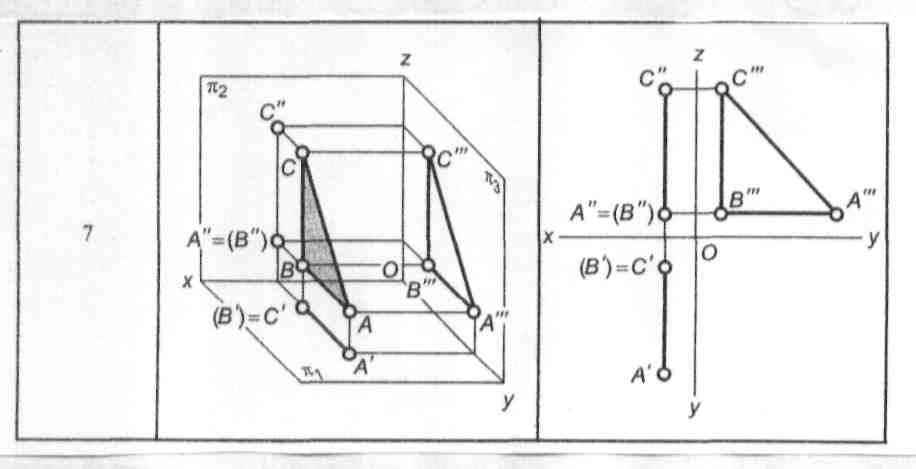 7
z
π2
C″
C
C‴
π3
A″=(B″)
B
O
B‴
x
(B′)=C′
A
A‴
A′
π1
y
z
C″
C‴
A″=(B″)
B‴
A‴
x
O
y
(B′)=C′
A′
y